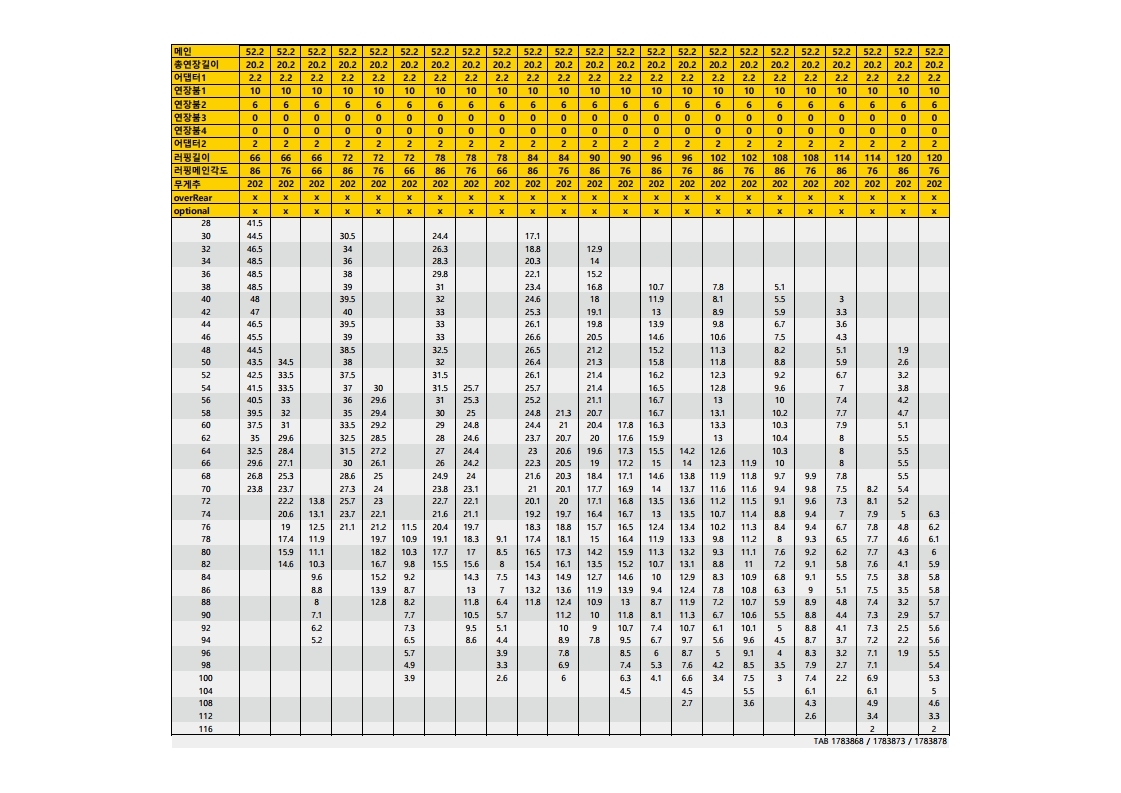 메인 52.2 52.2 52.2 52.2 52.2 52.2 52.2 52.2 52.2 52.2 52.2 52.2 52.2 52.2 52.2 52.2 52.2 52.2 52.2 52.2 52.2 52.2 52.2
총연장길이 20.2 20.2 20.2 20.2 20.2 20.2 20.2 20.2 20.2 20.2 20.2 20.2 20.2 20.2 20.2 20.2 20.2 20.2 20.2 20.2 20.2 20.2 20.2
어댑터1 2.2 2.2 2.2 2.2 2.2 2.2 2.2 2.2 2.2 2.2 2.2 2.2 2.2 2.2 2.2 2.2 2.2 2.2 2.2 2.2 2.2 2.2 2.2
연장붐1 10 10 10 10 10 10 10 10 10 10 10 10 10 10 10 10 10 10 10 10 10 10 10
연장붐2 6 6 6 6 6 6 6 6 6 6 6 6 6 6 6 6 6 6 6 6 6 6 6
연장붐3 0 0 0 0 0 0 0 0 0 0 0 0 0 0 0 0 0 0 0 0 0 0 0
연장붐4 0 0 0 0 0 0 0 0 0 0 0 0 0 0 0 0 0 0 0 0 0 0 0
어댑터2 2 2 2 2 2 2 2 2 2 2 2 2 2 2 2 2 2 2 2 2 2 2 2
러핑길이 66 66 66 72 72 72 78 78 78 84 84 90 90 96 96 102 102 108 108 114 114 120 120
러핑메인각도 86 76 66 86 76 66 86 76 66 86 76 86 76 86 76 86 76 86 76 86 76 86 76
무게추 202 202 202 202 202 202 202 202 202 202 202 202 202 202 202 202 202 202 202 202 202 202 202
overRear x x x x x x x x x x x x x x x x x x x x x x x
optional x x x x x x x x x x x x x x x x x x x x x x x
28 41.5
30 44.5 30.5 24.4 17.1
32 46.5 34 26.3 18.8 12.9
34 48.5 36 28.3 20.3 14
36 48.5 38 29.8 22.1 15.2
38 48.5 39 31 23.4 16.8 10.7 7.8 5.1
40 48 39.5 32 24.6 18 11.9 8.1 5.5 3
42 47 40 33 25.3 19.1 13 8.9 5.9 3.3
44 46.5 39.5 33 26.1 19.8 13.9 9.8 6.7 3.6
46 45.5 39 33 26.6 20.5 14.6 10.6 7.5 4.3
48 44.5 38.5 32.5 26.5 21.2 15.2 11.3 8.2 5.1 1.9
50 43.5 34.5 38 32 26.4 21.3 15.8 11.8 8.8 5.9 2.6
52 42.5 33.5 37.5 31.5 26.1 21.4 16.2 12.3 9.2 6.7 3.2
54 41.5 33.5 37 30 31.5 25.7 25.7 21.4 16.5 12.8 9.6 7 3.8
56 40.5 33 36 29.6 31 25.3 25.2 21.1 16.7 13 10 7.4 4.2
58 39.5 32 35 29.4 30 25 24.8 21.3 20.7 16.7 13.1 10.2 7.7 4.7
60 37.5 31 33.5 29.2 29 24.8 24.4 21 20.4 17.8 16.3 13.3 10.3 7.9 5.1
62 35 29.6 32.5 28.5 28 24.6 23.7 20.7 20 17.6 15.9 13 10.4 8 5.5
64 32.5 28.4 31.5 27.2 27 24.4 23 20.6 19.6 17.3 15.5 14.2 12.6 10.3 8 5.5
66 29.6 27.1 30 26.1 26 24.2 22.3 20.5 19 17.2 15 14 12.3 11.9 10 8 5.5
68 26.8 25.3 28.6 25 24.9 24 21.6 20.3 18.4 17.1 14.6 13.8 11.9 11.8 9.7 9.9 7.8 5.5
70 23.8 23.7 27.3 24 23.8 23.1 21 20.1 17.7 16.9 14 13.7 11.6 11.6 9.4 9.8 7.5 8.2 5.4
72 22.2 13.8 25.7 23 22.7 22.1 20.1 20 17.1 16.8 13.5 13.6 11.2 11.5 9.1 9.6 7.3 8.1 5.2
74 20.6 13.1 23.7 22.1 21.6 21.1 19.2 19.7 16.4 16.7 13 13.5 10.7 11.4 8.8 9.4 7 7.9 5 6.3
76 19 12.5 21.1 21.2 11.5 20.4 19.7 18.3 18.8 15.7 16.5 12.4 13.4 10.2 11.3 8.4 9.4 6.7 7.8 4.8 6.2
78 17.4 11.9 19.7 10.9 19.1 18.3 9.1 17.4 18.1 15 16.4 11.9 13.3 9.8 11.2 8 9.3 6.5 7.7 4.6 6.1
80 15.9 11.1 18.2 10.3 17.7 17 8.5 16.5 17.3 14.2 15.9 11.3 13.2 9.3 11.1 7.6 9.2 6.2 7.7 4.3 6
82 14.6 10.3 16.7 9.8 15.5 15.6 8 15.4 16.1 13.5 15.2 10.7 13.1 8.8 11 7.2 9.1 5.8 7.6 4.1 5.9
84 9.6 15.2 9.2 14.3 7.5 14.3 14.9 12.7 14.6 10 12.9 8.3 10.9 6.8 9.1 5.5 7.5 3.8 5.8
86 8.8 13.9 8.7 13 7 13.2 13.6 11.9 13.9 9.4 12.4 7.8 10.8 6.3 9 5.1 7.5 3.5 5.8
88 8 12.8 8.2 11.8 6.4 11.8 12.4 10.9 13 8.7 11.9 7.2 10.7 5.9 8.9 4.8 7.4 3.2 5.7
90 7.1 7.7 10.5 5.7 11.2 10 11.8 8.1 11.3 6.7 10.6 5.5 8.8 4.4 7.3 2.9 5.7
92 6.2 7.3 9.5 5.1 10 9 10.7 7.4 10.7 6.1 10.1 5 8.8 4.1 7.3 2.5 5.6
94 5.2 6.5 8.6 4.4 8.9 7.8 9.5 6.7 9.7 5.6 9.6 4.5 8.7 3.7 7.2 2.2 5.6
96 5.7 3.9 7.8 8.5 6 8.7 5 9.1 4 8.3 3.2 7.1 1.9 5.5
98 4.9 3.3 6.9 7.4 5.3 7.6 4.2 8.5 3.5 7.9 2.7 7.1 5.4
100 3.9 2.6 6 6.3 4.1 6.6 3.4 7.5 3 7.4 2.2 6.9 5.3
104 4.5 4.5 5.5 6.1 6.1 5
108 2.7 3.6 4.3 4.9 4.6
112 2.6 3.4 3.3
116 2 2
TAB 1783868 / 1783873 / 1783878